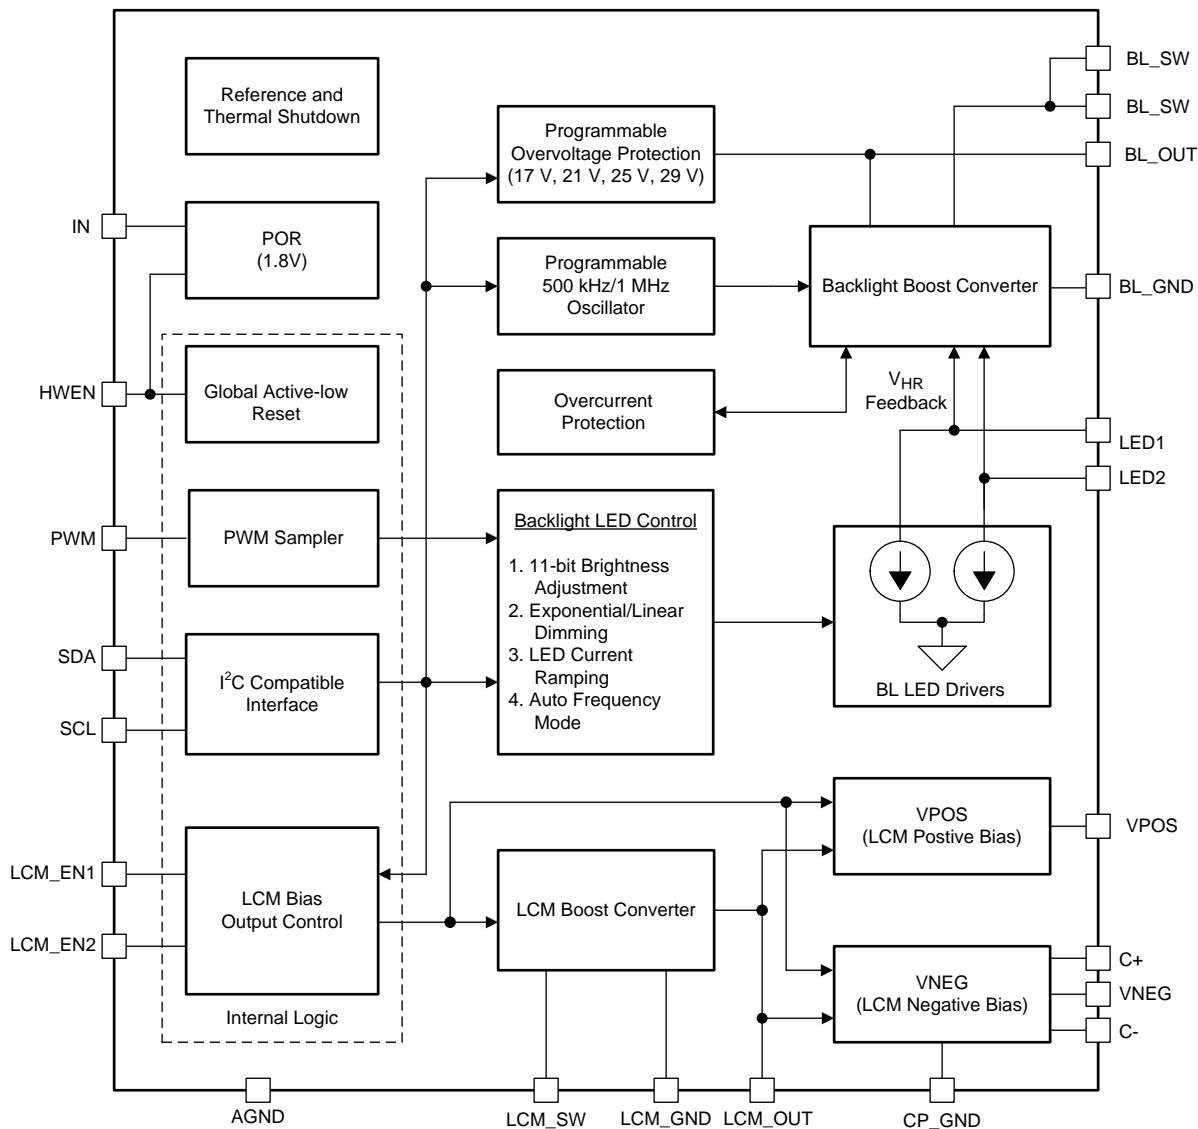 Reference and
Thermal Shutdown
BL_SW
BL_SW
BL_OUT
Programmable
Overvoltage Protection
(17 V, 21 V, 25 V, 29 V)
IN
POR
(1.8V)
Programmable
500 kHz/1 MHz
Oscillator
Backlight Boost Converter
BL_GND
HWEN
Global Active-low
Reset
Overcurrent
Protection
VHR
Feedback
LED1
LED2
PWM
PWM Sampler
Backlight LED Control
1. 11-bit Brightness
Adjustment
2. Exponential/Linear
Dimming
3. LED Current
Ramping
4. Auto Frequency
Mode
BL LED Drivers
SDA
SCL
I2C Compatible
Interface
VPOS
(LCM Postive Bias)
VPOS
LCM_EN1
LCM_EN2
LCM Bias
Output Control
LCM Boost Converter
VNEG
(LCM Negative Bias)
C+
VNEG
C-
Internal Logic
AGND
LCM_SW
LCM_GND
LCM_OUT
CP_GND